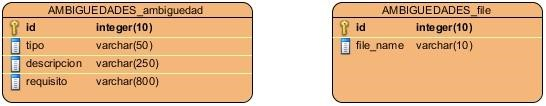 AMBIGUEDADES_ambiguedad
id integer(10)
tipo varchar(50)
descripcion varchar(250)
requisito varchar(800)
AMBIGUEDADES_file
id integer(10)
file_name varchar(10)